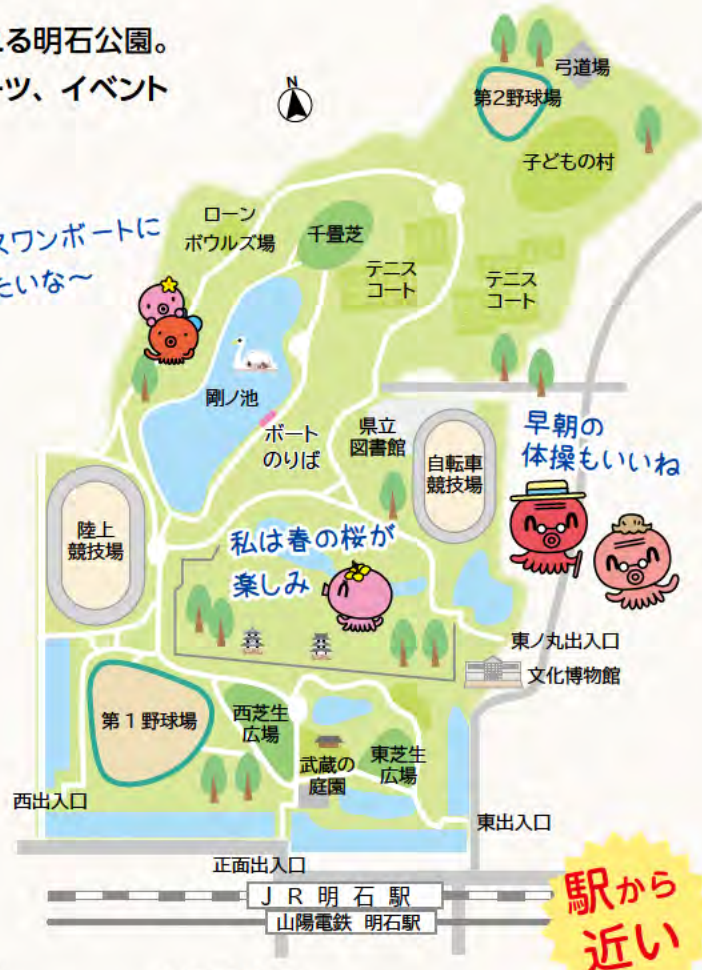 える明石公園。
ーツ、イベント
N
弓道場
第2野球場
子どもの村
スワンボートに
たいな〜
ローン
ボウルズ場
千畳芝
テニス
コート
テニス
コート
剛ノ池
ボート
のりば
県立
図書館
自転車
競技場
早朝の
体操もいいね
陸上
競技場
私は春の桜が
楽しみ
東ノ丸出入口
文化博物館
第1野球場
西芝生
広場
武蔵の
庭園
東芝生
広場
西出入口
東出入口
正面出入口
JR明石駅
山陽電鉄 明石駅
駅から
近い